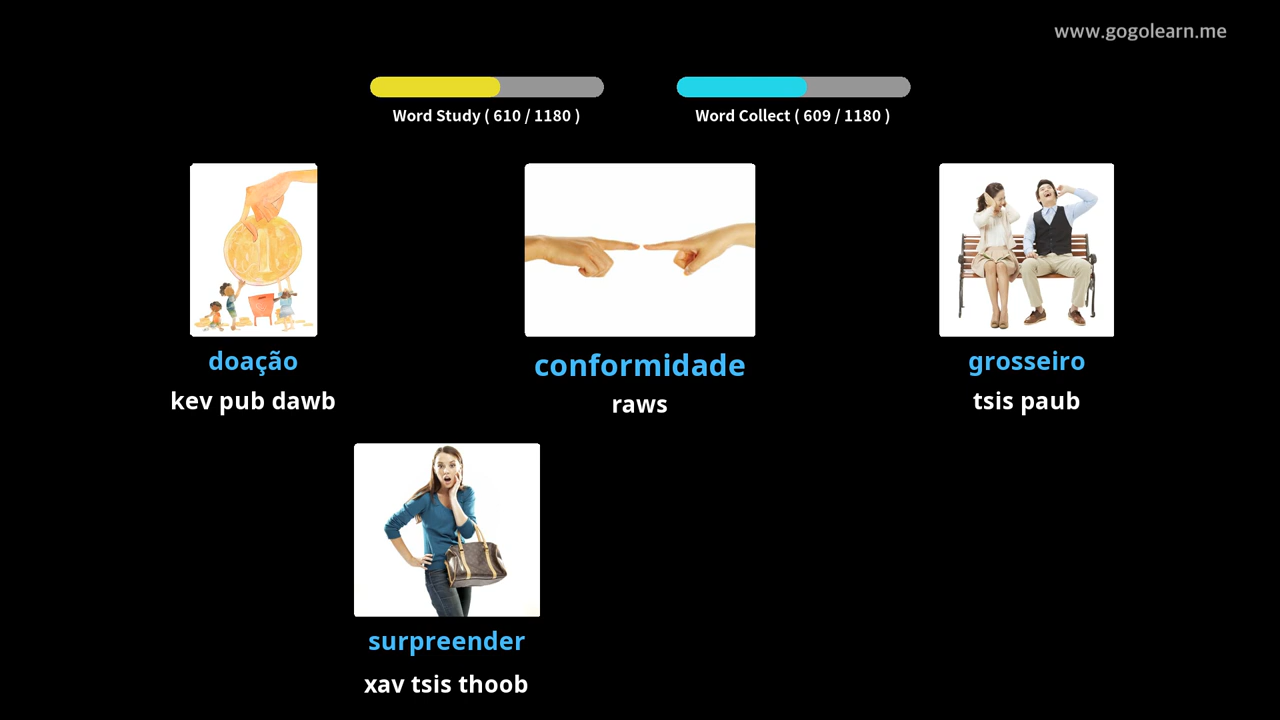 www.gogolearn.me
Word Study ( 610 / 1180 )
Word Collect ( 609 / 1180 )
doação
conformidade
grosseiro
kev pub dawb
raws
tsis paub
surpreender
xav tsis thoob